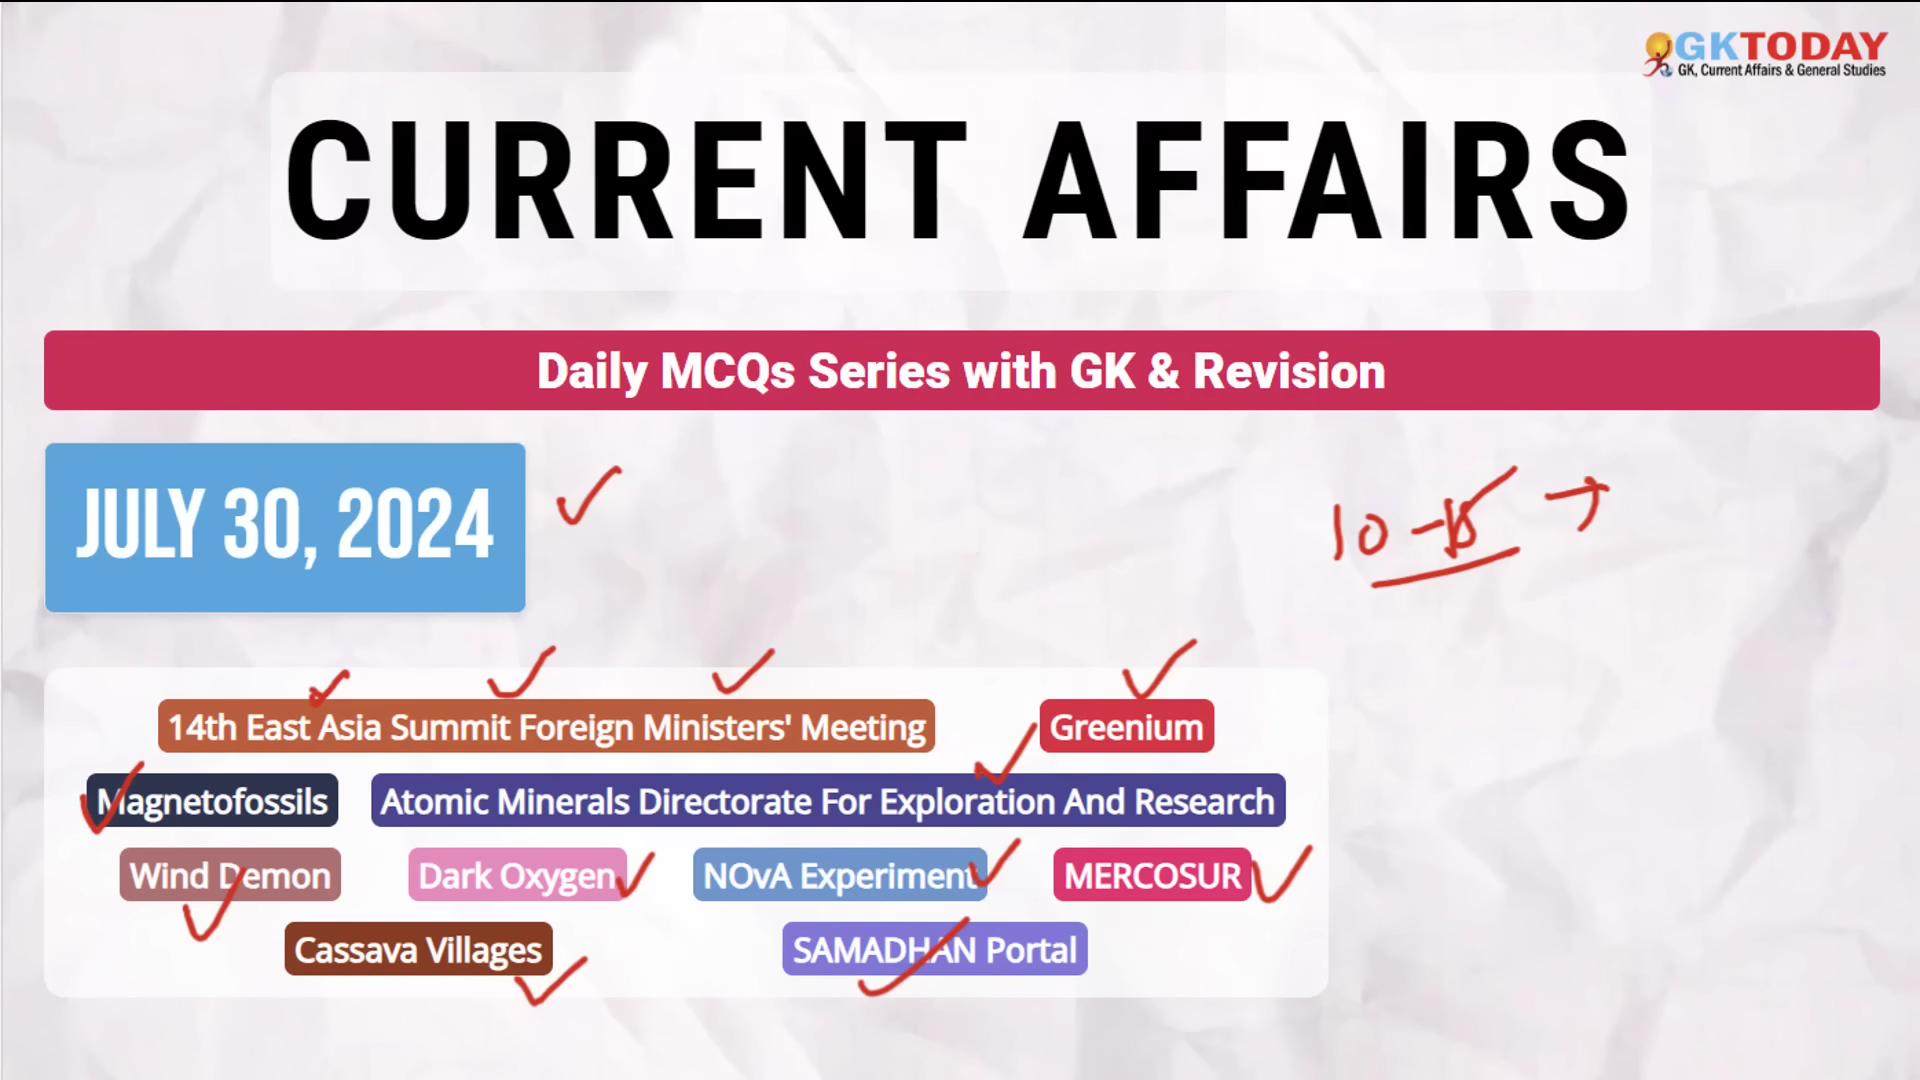 GKTODAY
GK, Current Affairs & General Studies
CURRENT AFFAIRS
Daily MCQs Series with GK & Revision
JULY 30, 2024
14th East Asia Summit Foreign Ministers' Meeting
Greenium
Magnetofossils
Atomic Minerals Directorate For Exploration And Research
Wind Demon
Dark Oxygen
NOvA Experiment
MERCOSUR
Cassava Villages
SAMADHAN Portal